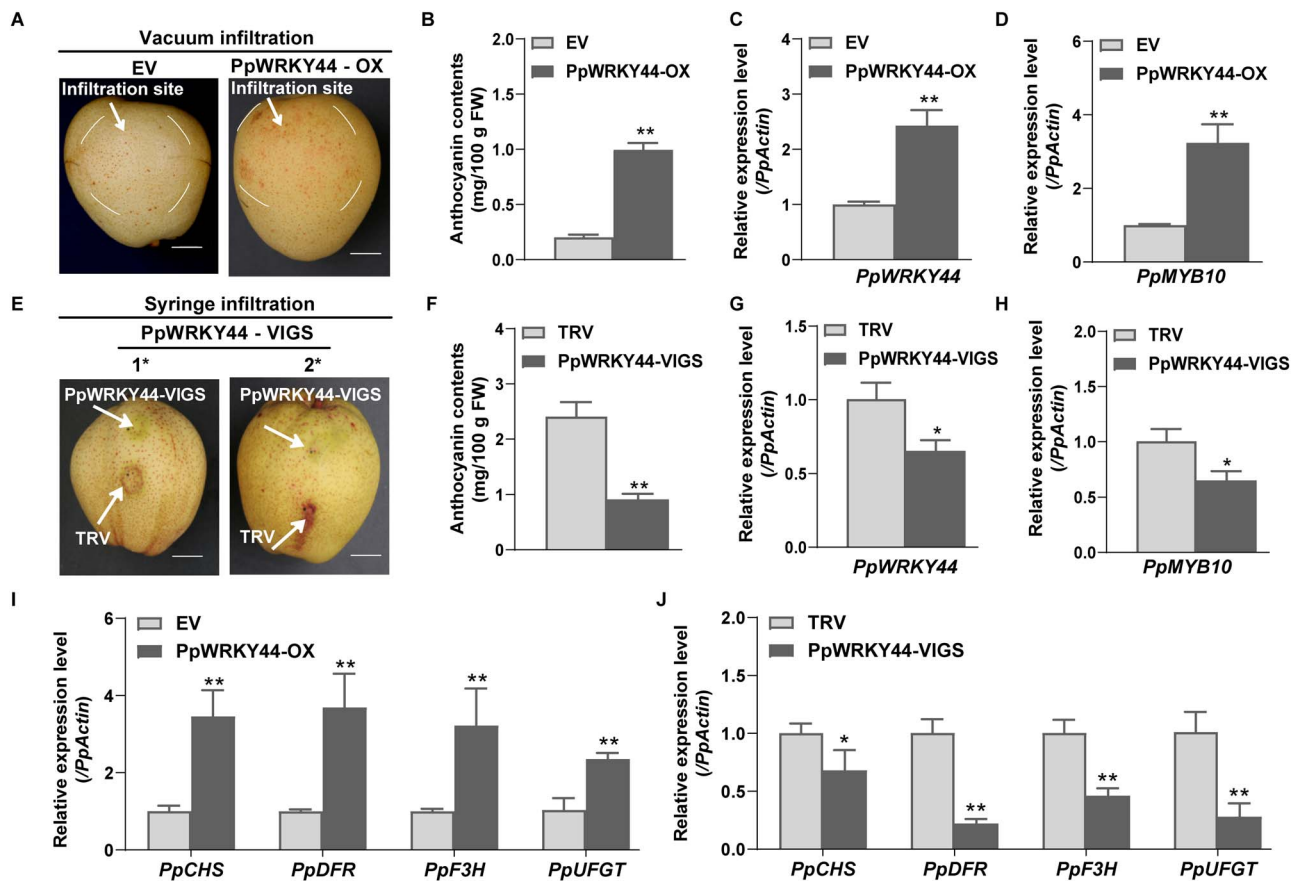 A
Vacuum infiltration
EV
PpWRKY44 - OX
Infiltration site
Infiltration site
B
Anthocyanin contents
(mg/100 g FW)
2.0
1.5
1.0
0.5
0.0
EV
PpWRKY44-OX
**
C
Relative expression level
(/PpActin)
4
3
2
1
0
EV
PpWRKY44-OX
**
PpWRKY44
D
Relative expression level
(/PpActin)
6
4
2
0
EV
PpWRKY44-OX
**
PpMYB10
E
Syringe infiltration
PpWRKY44 - VIGS
1*
2*
PpWRKY44-VIGS
PpWRKY44-VIGS
TRV
TRV
F
Anthocyanin contents
(mg/100 g FW)
4
3
2
1
0
TRV
PpWRKY44-VIGS
**
G
Relative expression level
(/PpActin)
1.5
1.0
0.5
0.0
TRV
PpWRKY44-VIGS
*
PpWRKY44
H
Relative expression level
(/PpActin)
2.0
1.5
1.0
0.5
0.0
TRV
PpWRKY44-VIGS
*
PpMYB10
I
Relative expression level
(/PpActin)
6
4
2
0
EV
PpWRKY44-OX
**
**
**
**
PpCHS
PpDFR
PpF3H
PpUFGT
J
Relative expression level
(/PpActin)
2.0
1.5
1.0
0.5
0.0
TRV
PpWRKY44-VIGS
*
**
**
**
PpCHS
PpDFR
PpF3H
PpUFGT